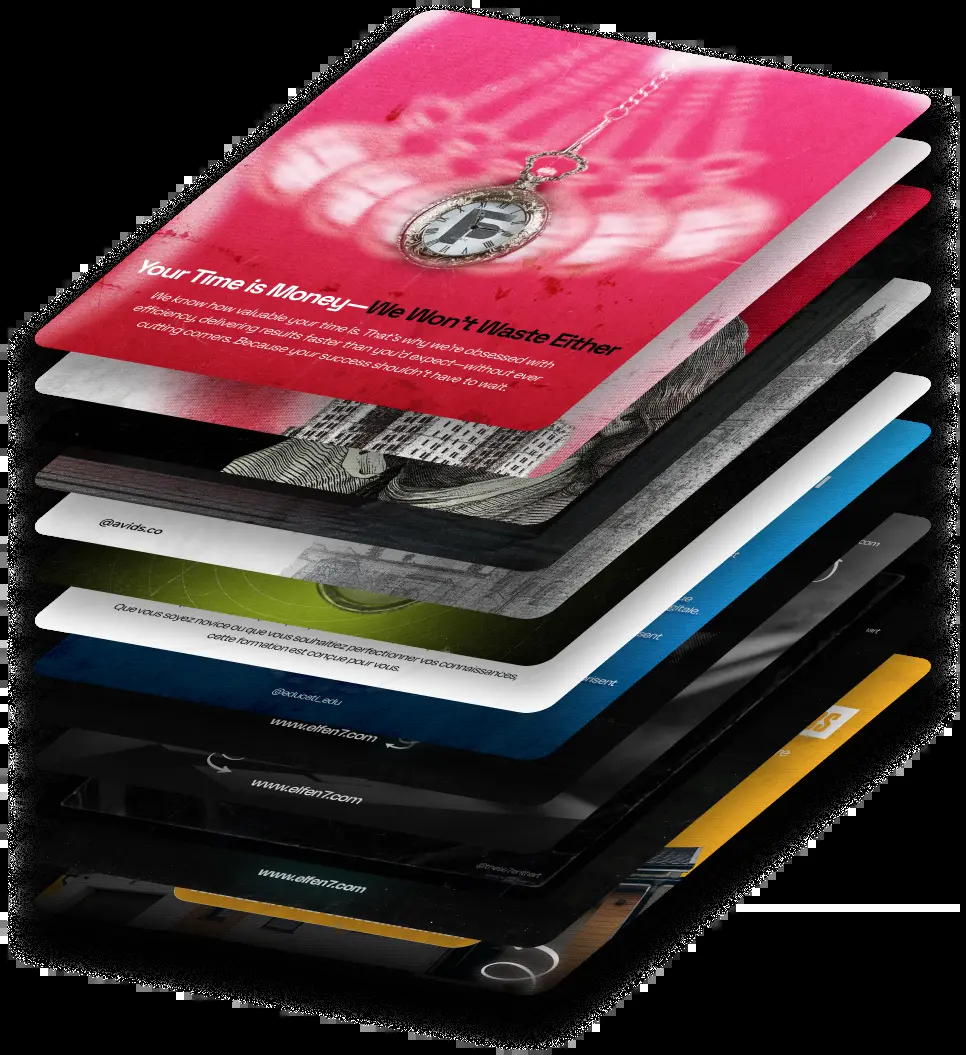 Your Time is Money—We Won't Waste Either
We know how valuable your time is. That's why we're obsessed with
efficiency, delivering results faster than you'd expect—without ever
cutting corners. Because your success shouldn't have to wait.
@avids.co
Que vous soyez novice ou que vous souhaitiez perfectionner vos connaissances,
cette formation est conçue pour vous.
@educati_edu
www.elfen7.com
www.elfen7.com
www.elfen7.com